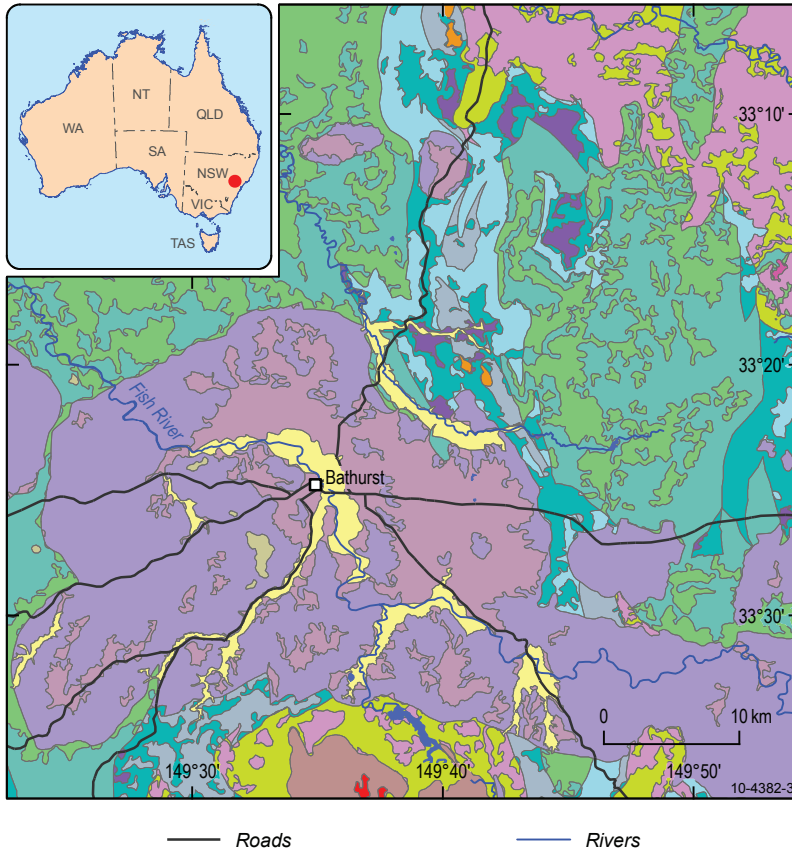 NT
QLD
WA
SA
NSW
VIC
TAS
33°10'
33°20'
Fish River
Bathurst
33°30'
0 10 km
149°30' 149°40' 149°50'
10-4382-3
Roads Rivers